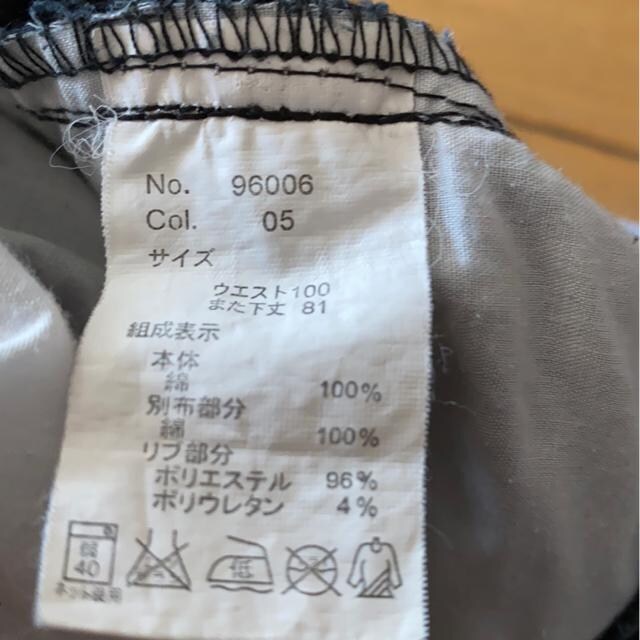 No. 96006
Col. 05
サイズ
ウエスト100
また下丈 81
組成表示
本体
綿 100%
別布部分
綿 100%
リブ部分
ポリエステル 96%
ポリウレタン 4%
弱 40
低
ネット使用